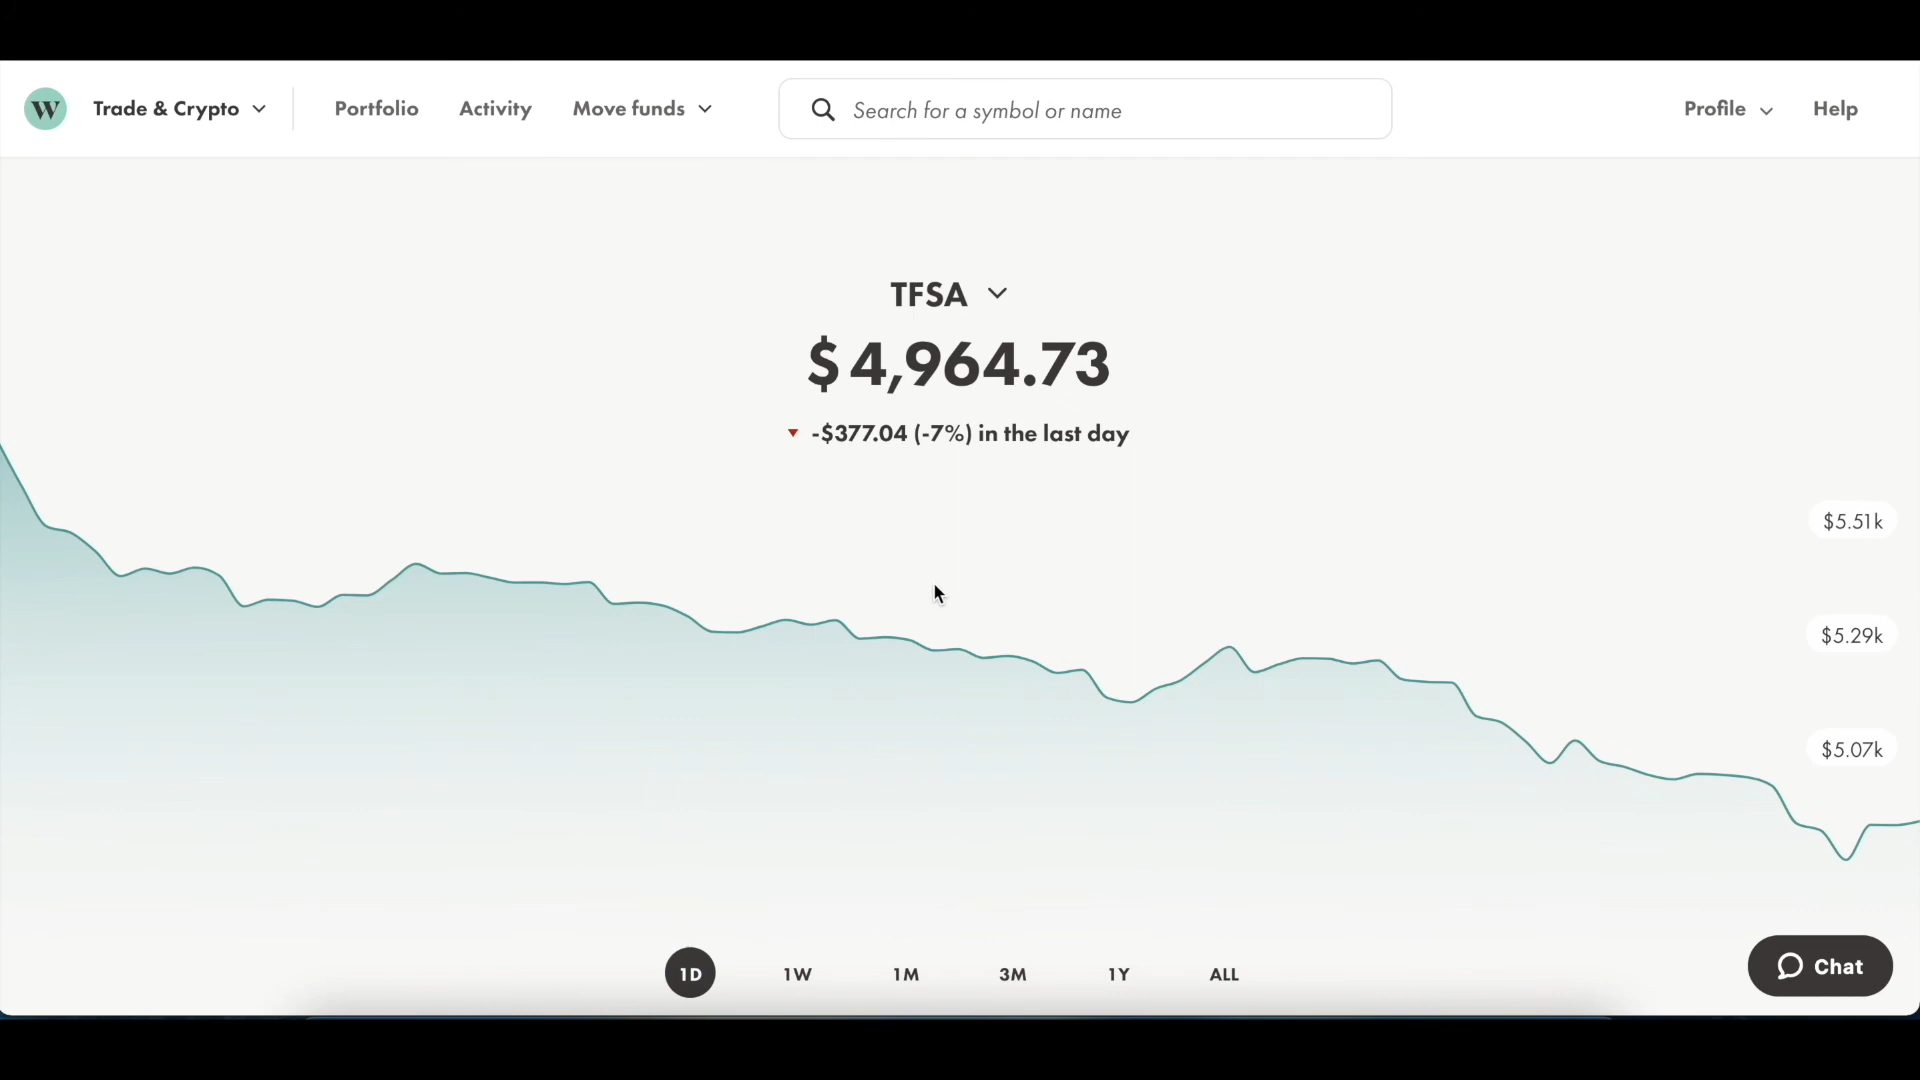 W Trade & Crypto Portfolio Activity Move funds Search for a symbol or name Profile Help
TFSA
$4,964.73
-$377.04 (-7%) in the last day
$5.51k
$5.29k
$5.07k
1D 1W 1M 3M 1Y ALL
Chat